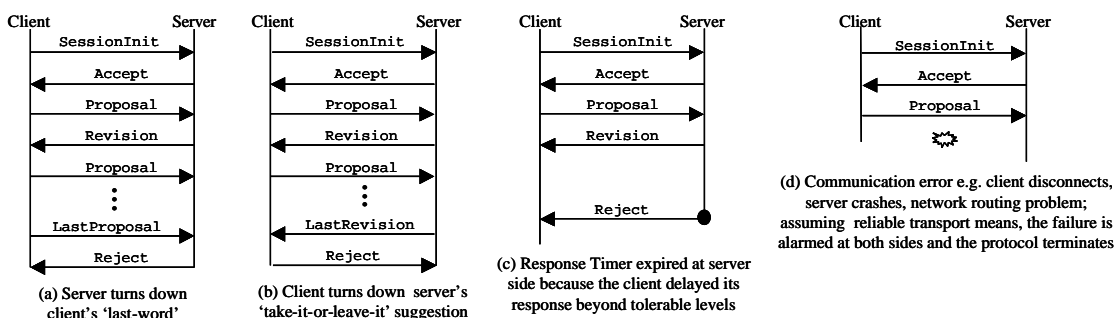 Client Server
SessionInit
Accept
Proposal
Revision
Proposal
LastProposal
Reject
(a) Server turns down
client's 'last-word'
Client Server
SessionInit
Accept
Proposal
Revision
Proposal
LastRevision
Reject
(b) Client turns down server's
'take-it-or-leave-it' suggestion
Client Server
SessionInit
Accept
Proposal
Revision
Reject
(c) Response Timer expired at server
side because the client delayed its
response beyond tolerable levels
Client Server
SessionInit
Accept
Proposal
(d) Communication error e.g. client disconnects,
server crashes, network routing problem;
assuming reliable transport means, the failure is
alarmed at both sides and the protocol terminates